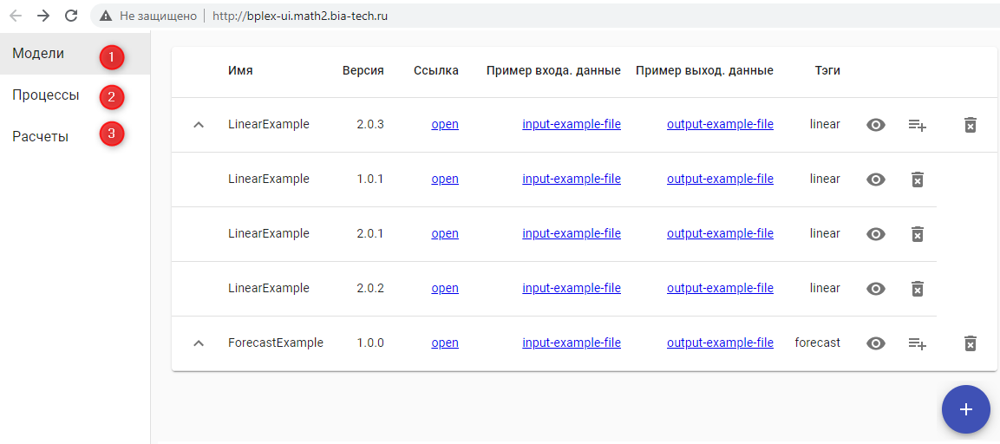 Не защищено http://bplex-ui.math2.bia-tech.ru
Модели 1
Процессы 2
Расчеты 3
Имя Версия Ссылка Пример входа. данные Пример выход. данные Тэги
LinearExample 2.0.3 open input-example-file output-example-file linear
LinearExample 1.0.1 open input-example-file output-example-file linear
LinearExample 2.0.1 open input-example-file output-example-file linear
LinearExample 2.0.2 open input-example-file output-example-file linear
ForecastExample 1.0.0 open input-example-file output-example-file forecast